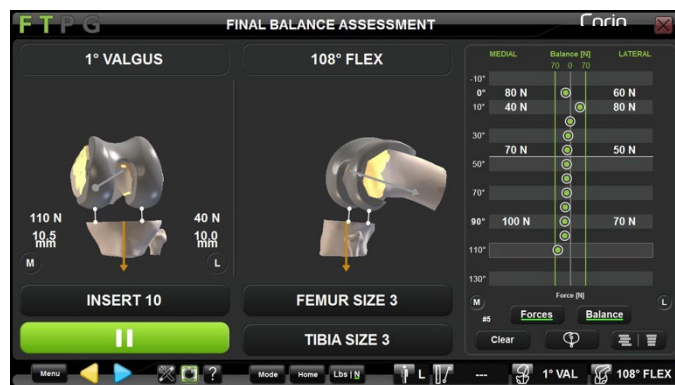 F T P G
FINAL BALANCE ASSESSMENT
Corin
1° VALGUS
108° FLEX
110 N
10.5
mm
M
40 N
10.0
mm
L
INSERT 10
FEMUR SIZE 3
TIBIA SIZE 3
MEDIAL Balance [N] LATERAL
70 0 70
-10°
0° 80 N 60 N
10° 40 N 80 N
30°
70 N 50 N
50°
70°
90° 100 N 70 N
110°
130°
Force [N]
M L
#5 Forces Balance
Clear
Menu ? Mode Home Lbs | N L --- 1° VAL 108° FLEX